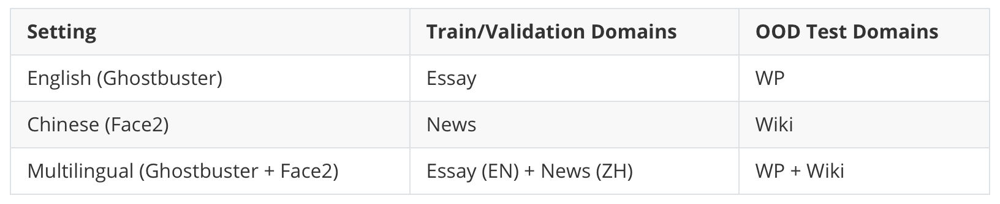 Setting Train/Validation Domains OOD Test Domains
English (Ghostbuster) Essay WP
Chinese (Face2) News Wiki
Multilingual (Ghostbuster + Face2) Essay (EN) + News (ZH) WP + Wiki